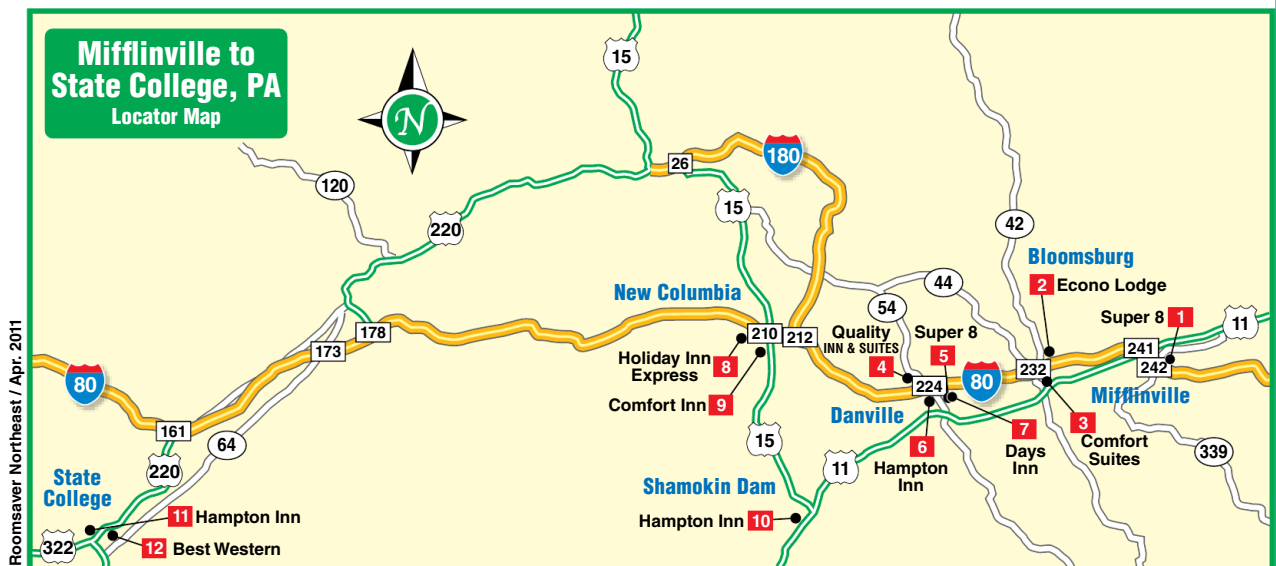 Mifflinville to
State College, PA
Locator Map
N
15
180
26
120
220
15
42
Bloomsburg
2 Econo Lodge
44
54
New Columbia
Super 8 1
11
Quality
INN & SUITES
4
Super 8
5
178
173
210
212
241
242
Holiday Inn
Express 8
80
224
80
232
Comfort Inn 9
Danville
Mifflinville
161
64
220
15
6
Hampton
Inn
7
Days
Inn
3
Comfort
Suites
339
11
State
College
Shamokin Dam
11 Hampton Inn
Hampton Inn 10
322
12 Best Western
Roomsaver Northeast / Apr. 2011